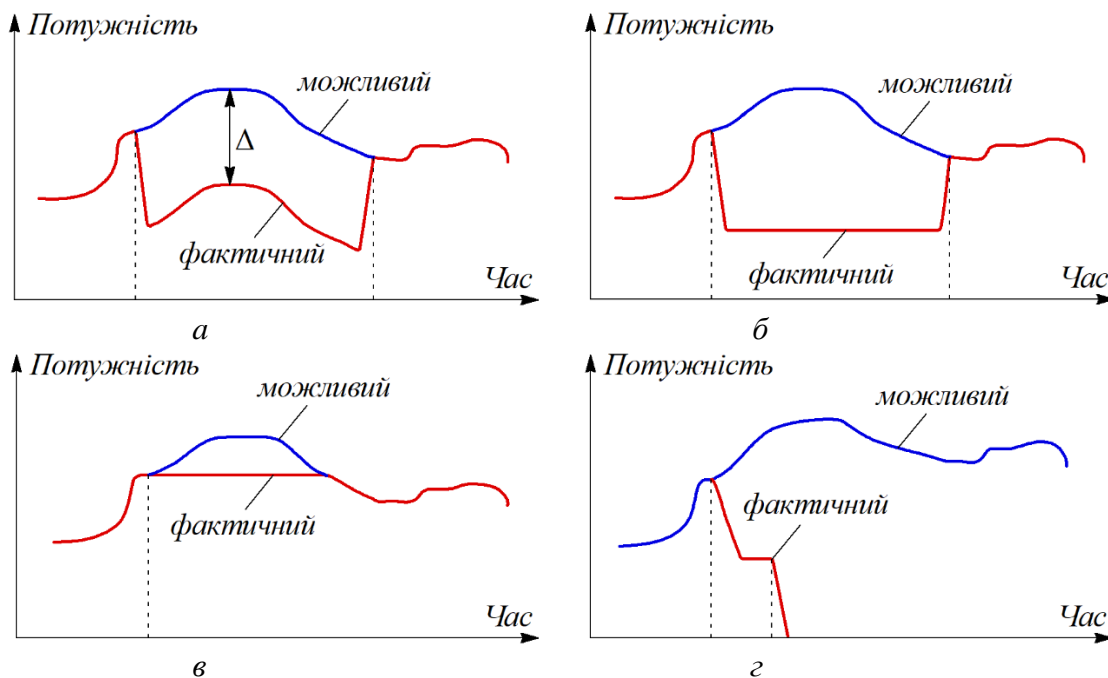 Потужність
можливий
Δ
фактичний
Час
а
Потужність
можливий
фактичний
Час
б
Потужність
можливий
фактичний
Час
в
Потужність
можливий
фактичний
Час
г